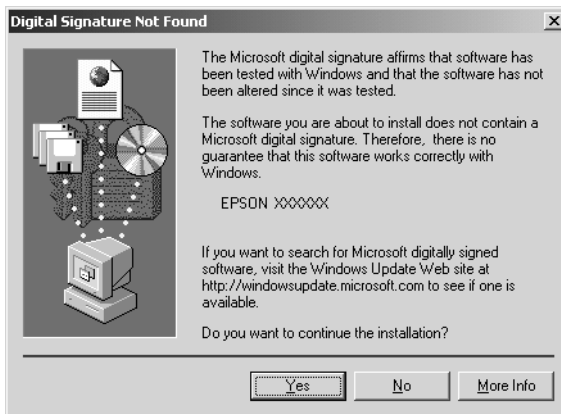 Digital Signature Not Found
The Microsoft digital signature affirms that software has
been tested with Windows and that the software has not
been altered since it was tested.
The software you are about to install does not contain a
Microsoft digital signature. Therefore, there is no
guarantee that this software works correctly with
Windows.
EPSON XXXXXX
If you want to search for Microsoft digitally signed
software, visit the Windows Update Web site at
http://windowsupdate.microsoft.com to see if one is
available.
Do you want to continue the installation?
Yes No More Info